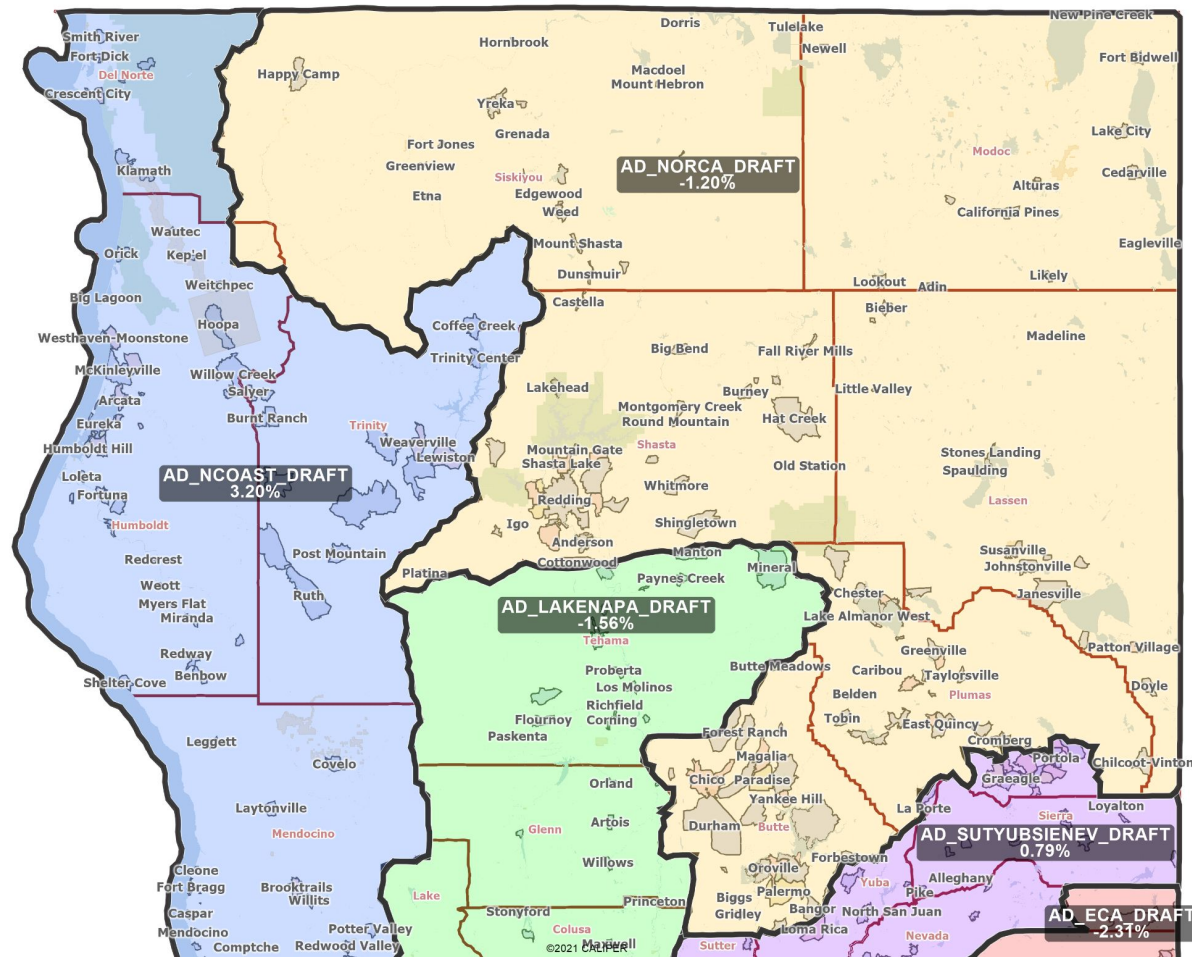 New Pine Creek
Dorris
Tulelake
Smith River
Hornbrook
Newell
Fort Dick
Fort Bidwell
Del Norte
Happy Camp
Macdoel
Mount Hebron
Crescent City
Yreka
Grenada
Lake City
Fort Jones
Modoc
Klamath
Greenview
AD_NORCA_DRAFT
-1.20%
Siskiyou
Cedarville
Etna
Edgewood
Alturas
Weed
California Pines
Wautec
Mount Shasta
Eagleville
Orick
Kepel
Dunsmuir
Likely
Weitchpec
Lookout
Adin
Big Lagoon
Castella
Bieber
Hoopa
Coffee Creek
Westhaven-Moonstone
Madeline
Big Bend
Fall River Mills
Trinity Center
McKinleyville
Willow Creek
Lakehead
Burney
Little Valley
Salyer
Arcata
Montgomery Creek
Burnt Ranch
Round Mountain
Hat Creek
Eureka
Trinity
Humboldt Hill
Weaverville
Shasta
Mountain Gate
Lewiston
Shasta Lake
Old Station
Stones Landing
Spaulding
Loleta
AD_NCOAST_DRAFT
3.20%
Whitmore
Fortuna
Redding
Lassen
Humboldt
Igo
Shingletown
Anderson
Redcrest
Post Mountain
Manton
Susanville
Cottonwood
Mineral
Johnstonville
Platina
Paynes Creek
Weott
Ruth
Chester
Janesville
Myers Flat
Miranda
AD_LAKENAPA_DRAFT
-1.56%
Lake Almanor West
Tehama
Redway
Benbow
Greenville
Patton Village
Shelter Cove
Proberta
Butte Meadows
Caribou
Taylorsville
Los Molinos
Doyle
Belden
Plumas
Richfield
Flournoy
Corning
Tobin
East Quincy
Paskenta
Forest Ranch
Cromberg
Leggett
Magalia
Portola
Chilcoot-Vinton
Covelo
Chico
Paradise
Graeagle
Orland
Yankee Hill
Laytonville
La Porte
Loyalton
Artois
Durham
Butte
Sierra
Mendocino
Glenn
AD_SUTYUBSIENEV_DRAFT
0.79%
Willows
Forbestown
Cleone
Oroville
Fort Bragg
Brooktrails
Yuba
Alleghany
Lake
Palermo
Pike
Willits
Biggs
Princeton
Caspar
Stonyford
Gridley
Bangor
North San Juan
AD_ECA_DRAFT
-2.31%
Mendocino
Potter Valley
Colusa
Loma Rica
Nevada
Comptche
Redwood Valley
Maxwell
Sutter
©2021 CALIPER